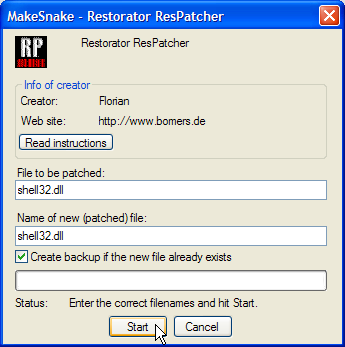 MakeSnake - Restorator ResPatcher
RP
Restorator ResPatcher
Info of creator
Creator: Florian
Web site: http://www.bomers.de
Read instructions
File to be patched:
shell32.dll
Name of new (patched) file:
shell32.dll
Create backup if the new file already exists
Status: Enter the correct filenames and hit Start.
Start Cancel